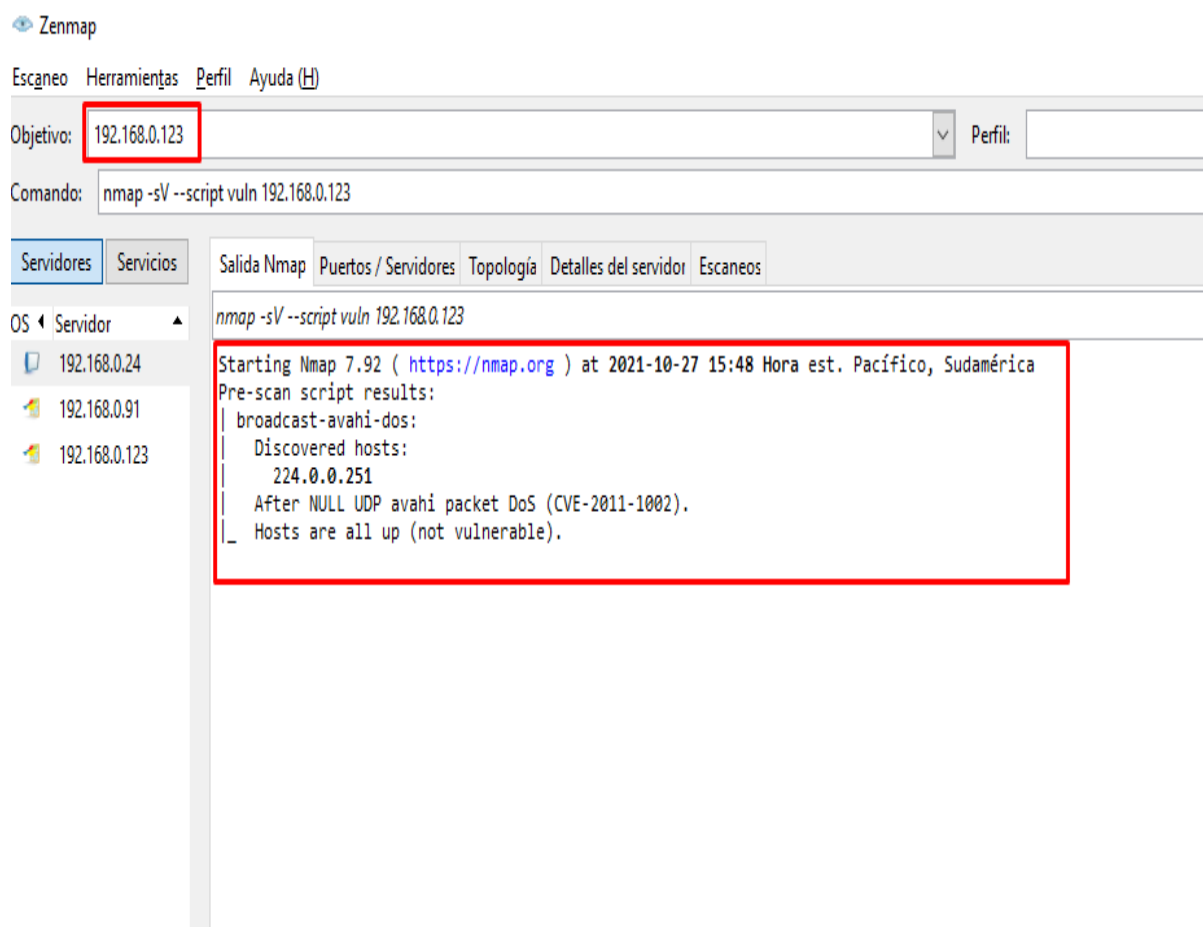 Zenmap
Escaneo Herramientas Perfil Ayuda (H)
Objetivo: 192.168.0.123 Perfil:
Comando: nmap -sV --script vuln 192.168.0.123
Servidores Servicios Salida Nmap Puertos / Servidores Topología Detalles del servidor Escaneos
nmap -sV --script vuln 192.168.0.123
OS Servidor
192.168.0.24
192.168.0.91
192.168.0.123
Starting Nmap 7.92 ( https://nmap.org ) at 2021-10-27 15:48 Hora est. Pacífico, Sudamérica
Pre-scan script results:
| broadcast-avahi-dos:
|   Discovered hosts:
|     224.0.0.251
|   After NULL UDP avahi packet DoS (CVE-2011-1002).
|_  Hosts are all up (not vulnerable).